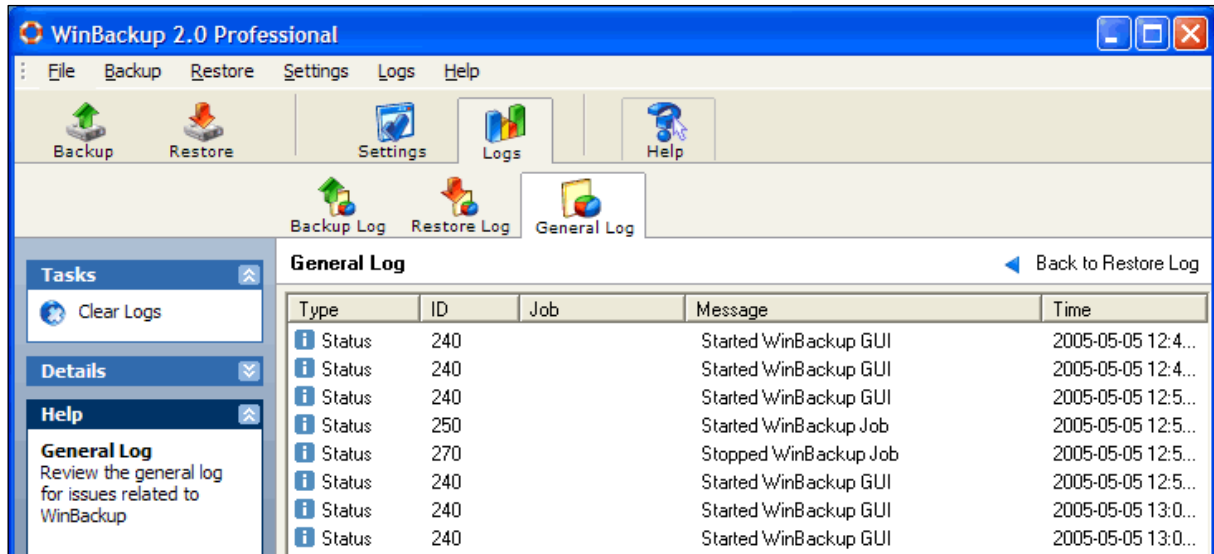 WinBackup 2.0 Professional
File Backup Restore Settings Logs Help
Backup Restore Settings Logs Help
Backup Log Restore Log General Log
Tasks
Clear Logs
Details
Help
General Log
Review the general log
for issues related to
WinBackup
General Log Back to Restore Log
Type ID Job Message Time
Status 240 Started WinBackup GUI 2005-05-05 12:4...
Status 240 Started WinBackup GUI 2005-05-05 12:4...
Status 240 Started WinBackup GUI 2005-05-05 12:5...
Status 250 Started WinBackup Job 2005-05-05 12:5...
Status 270 Stopped WinBackup Job 2005-05-05 12:5...
Status 240 Started WinBackup GUI 2005-05-05 12:5...
Status 240 Started WinBackup GUI 2005-05-05 13:0...
Status 240 Started WinBackup GUI 2005-05-05 13:0...